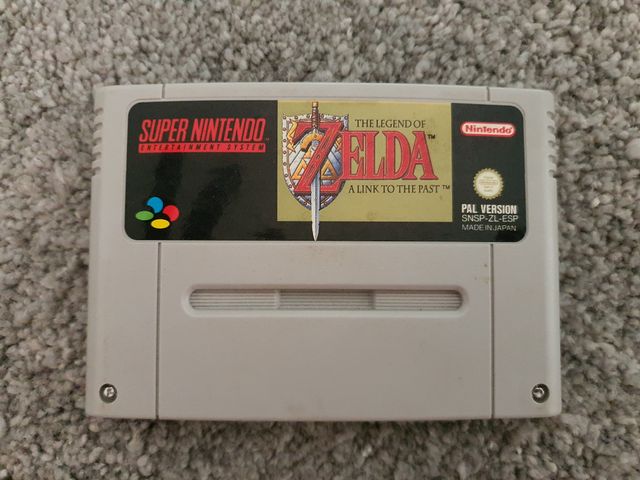 SUPER NINTENDO
ENTERTAINMENT SYSTEM
THE LEGEND OF
ZELDA™
A LINK TO THE PAST™
Nintendo
PAL VERSION
SNSP-ZL-ESP
MADE IN JAPAN